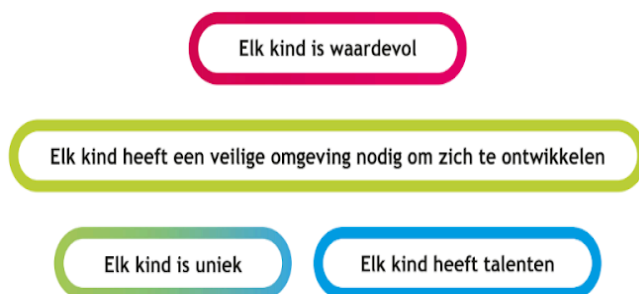 Elk kind is waardevol
Elk kind heeft een veilige omgeving nodig om zich te ontwikkelen
Elk kind is uniek
Elk kind heeft talenten